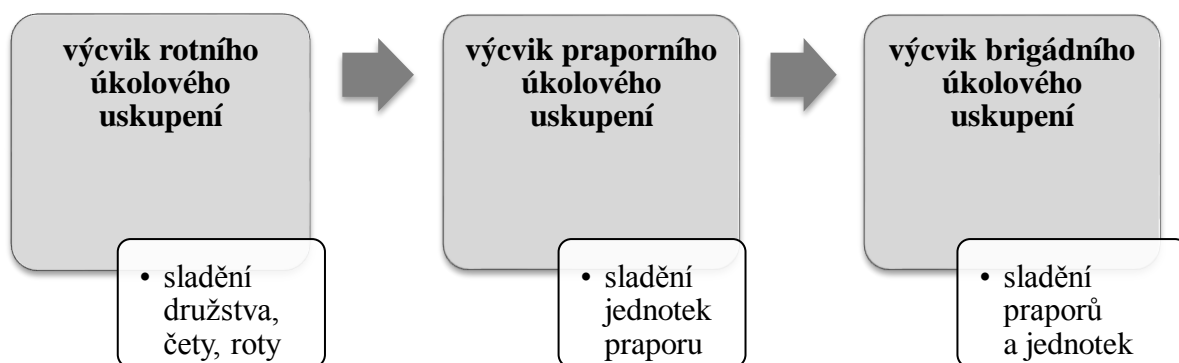 výcvik rotního
úkolového
uskupení
• sladění
družstva,
čety, roty
výcvik praporního
úkolového
uskupení
• sladění
jednotek
praporu
výcvik brigádního
úkolového
uskupení
• sladění
praporů
a jednotek